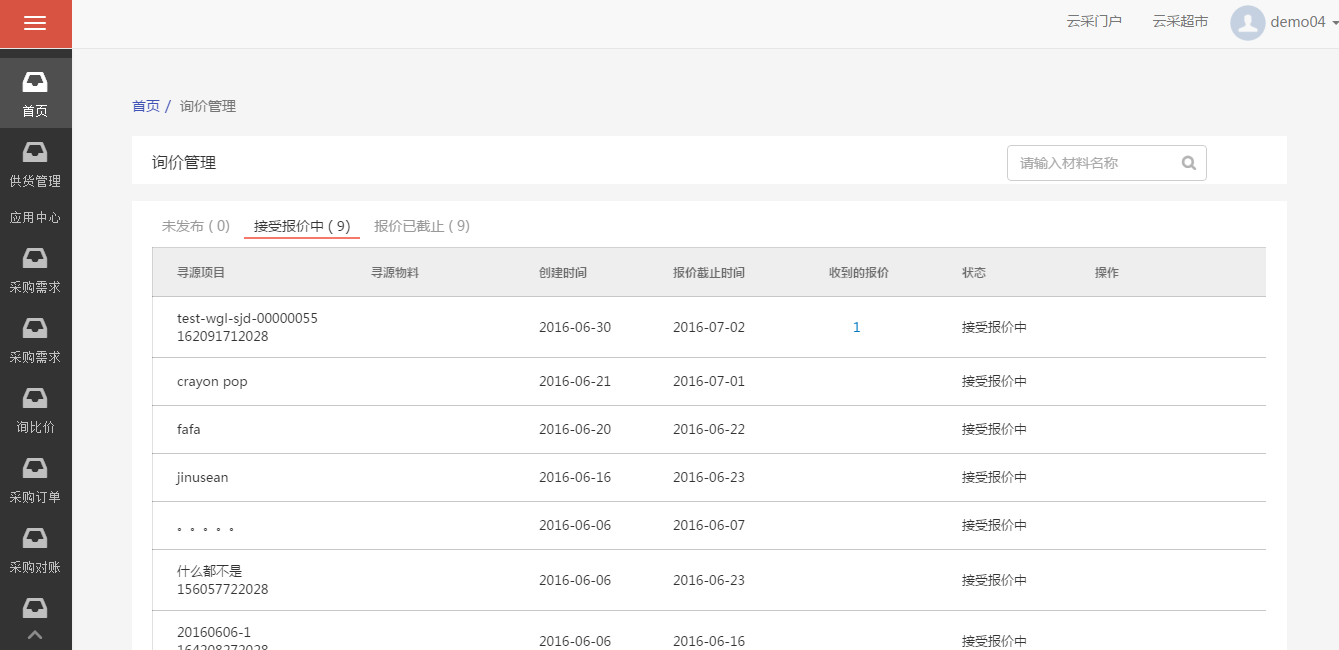 云采门户 云采超市 demo04
首页
供货管理
应用中心
采购需求
采购需求
询比价
采购订单
采购对账
首页 / 询价管理
询价管理 请输入材料名称
未发布 ( 0) 接受报价中 ( 9) 报价已截止 ( 9)
寻源项目 寻源物料 创建时间 报价截止时间 收到的报价 状态 操作
test-wgl-sjd-00000055
162091712028 2016-06-30 2016-07-02 1 接受报价中
crayon pop 2016-06-21 2016-07-01 接受报价中
fafa 2016-06-20 2016-06-22 接受报价中
jinusean 2016-06-16 2016-06-23 接受报价中
。。。。。 2016-06-06 2016-06-07 接受报价中
什么都不是
156057722028 2016-06-06 2016-06-23 接受报价中
20160606-1
164208272028 2016-06-06 2016-06-16 接受报价中